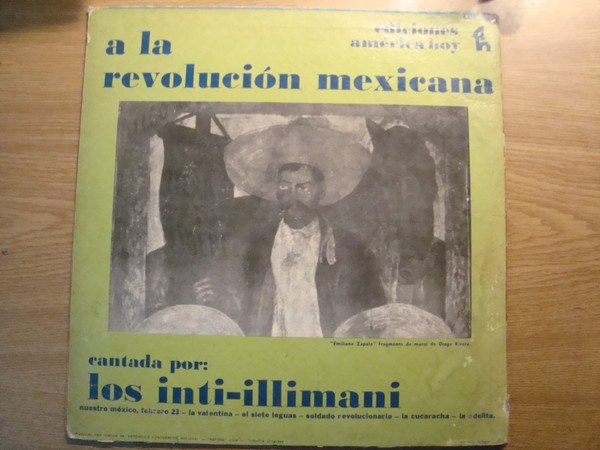 ediciones
américa hoy
a la
revolución mexicana
"Emiliano Zapata" fragmento de mural de Diego Rivera.
cantada por:
los inti-illimani
nuestro méxico, febrero 23 - la valentina - el siete leguas - soldado revolucionario - la cucaracha - la adelita.